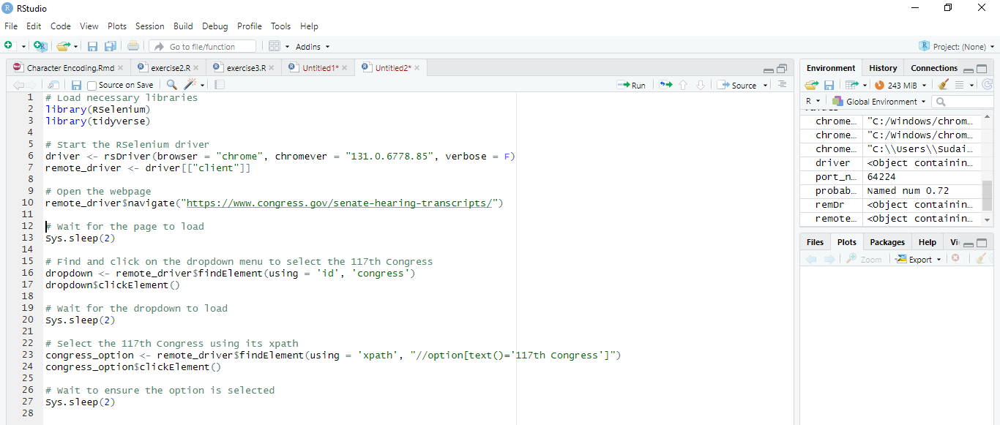 RStudio
File Edit Code View Plots Session Build Debug Profile Tools Help
Go to file/function Addins Project: (None)
Character Encoding.Rmd exercise2.R exercise3.R Untitled1* Untitled2*
Source on Save Run Source
1 # Load necessary libraries
2 library(RSelenium)
3 library(tidyverse)
4
5 # Start the RSelenium driver
6 driver <- rsDriver(browser = "chrome", chromever = "131.0.6778.85", verbose = F)
7 remote_driver <- driver[["client"]]
8
9 # Open the webpage
10 remote_driver$navigate("https://www.congress.gov/senate-hearing-transcripts/")
11
12 # Wait for the page to load
13 Sys.sleep(2)
14
15 # Find and click on the dropdown menu to select the 117th Congress
16 dropdown <- remote_driver$findElement(using = 'id', 'congress')
17 dropdown$clickElement()
18
19 # Wait for the dropdown to load
20 Sys.sleep(2)
21
22 # Select the 117th Congress using its xpath
23 congress_option <- remote_driver$findElement(using = 'xpath', "//option[text()='117th Congress']")
24 congress_option$clickElement()
25
26 # Wait to ensure the option is selected
27 Sys.sleep(2)
28
Environment History Connections
243 MiB
R Global Environment
chrome… "C:/Windows/chrom…
chrome… "C:/Windows/chrom…
chrome… "C:\\Users\\Sudai…
driver <Object containin…
port_n… 64224
probab… Named num 0.72
remDr <Object containin…
remote… <Object containin…
Files Plots Packages Help Vi
Zoom Export